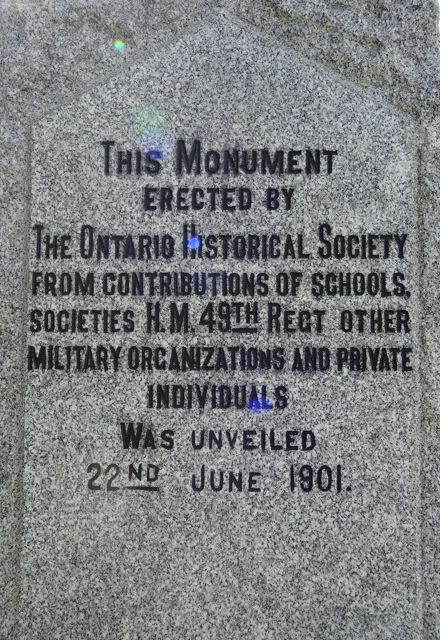 This Monument
erected by
The Ontario Historical Society
from contributions of schools,
societies H.M. 49TH Regt other
military organizations and private
individuals
Was unveiled
22ND June 1901.